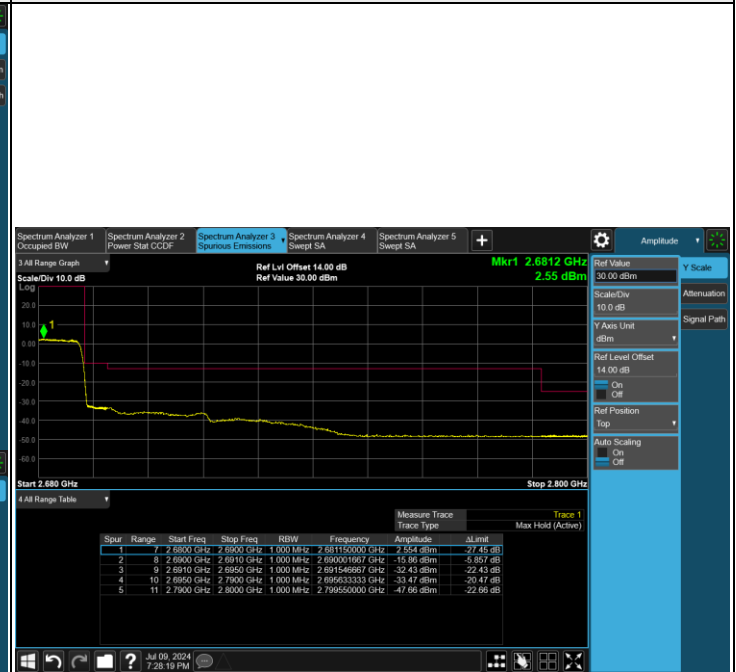 Spectrum Analyzer 1
Occupied BW
Spectrum Analyzer 2
Power Stat CCDF
Spectrum Analyzer 3
Spurious Emissions
Spectrum Analyzer 4
Swept SA
Spectrum Analyzer 5
Swept SA
Amplitude
3 All Range Graph
Scale/Div 10.0 dB
Ref Lvl Offset 14.00 dB
Ref Value 30.00 dBm
Mkr1 2.6812 GHz
2.55 dBm
Log
20.0
10.0
0.00
-10.0
-20.0
-30.0
-40.0
-50.0
-60.0
1
Start 2.680 GHz
Stop 2.800 GHz
4 All Range Table
Measure Trace Trace 1
Trace Type Max Hold (Active)
Spur Range Start Freq Stop Freq RBW Frequency Amplitude ΔLimit
1 7 2.6800 GHz 2.6900 GHz 1.000 MHz 2.681150000 GHz 2.554 dBm -27.45 dB
2 8 2.6900 GHz 2.6910 GHz 1.000 MHz 2.690001667 GHz -15.86 dBm -5.857 dB
3 9 2.6910 GHz 2.6950 GHz 1.000 MHz 2.691546667 GHz -32.43 dBm -22.43 dB
4 10 2.6950 GHz 2.7900 GHz 1.000 MHz 2.695633333 GHz -33.47 dBm -20.47 dB
5 11 2.7900 GHz 2.8000 GHz 1.000 MHz 2.799550000 GHz -47.66 dBm -22.66 dB
Ref Value
30.00 dBm
Scale/Div
10.0 dB
Y Axis Unit
dBm
Ref Level Offset
14.00 dB
On
Off
Ref Position
Top
Auto Scaling
On
Off
Y Scale
Attenuation
Signal Path
Jul 09, 2024
7:28:19 PM